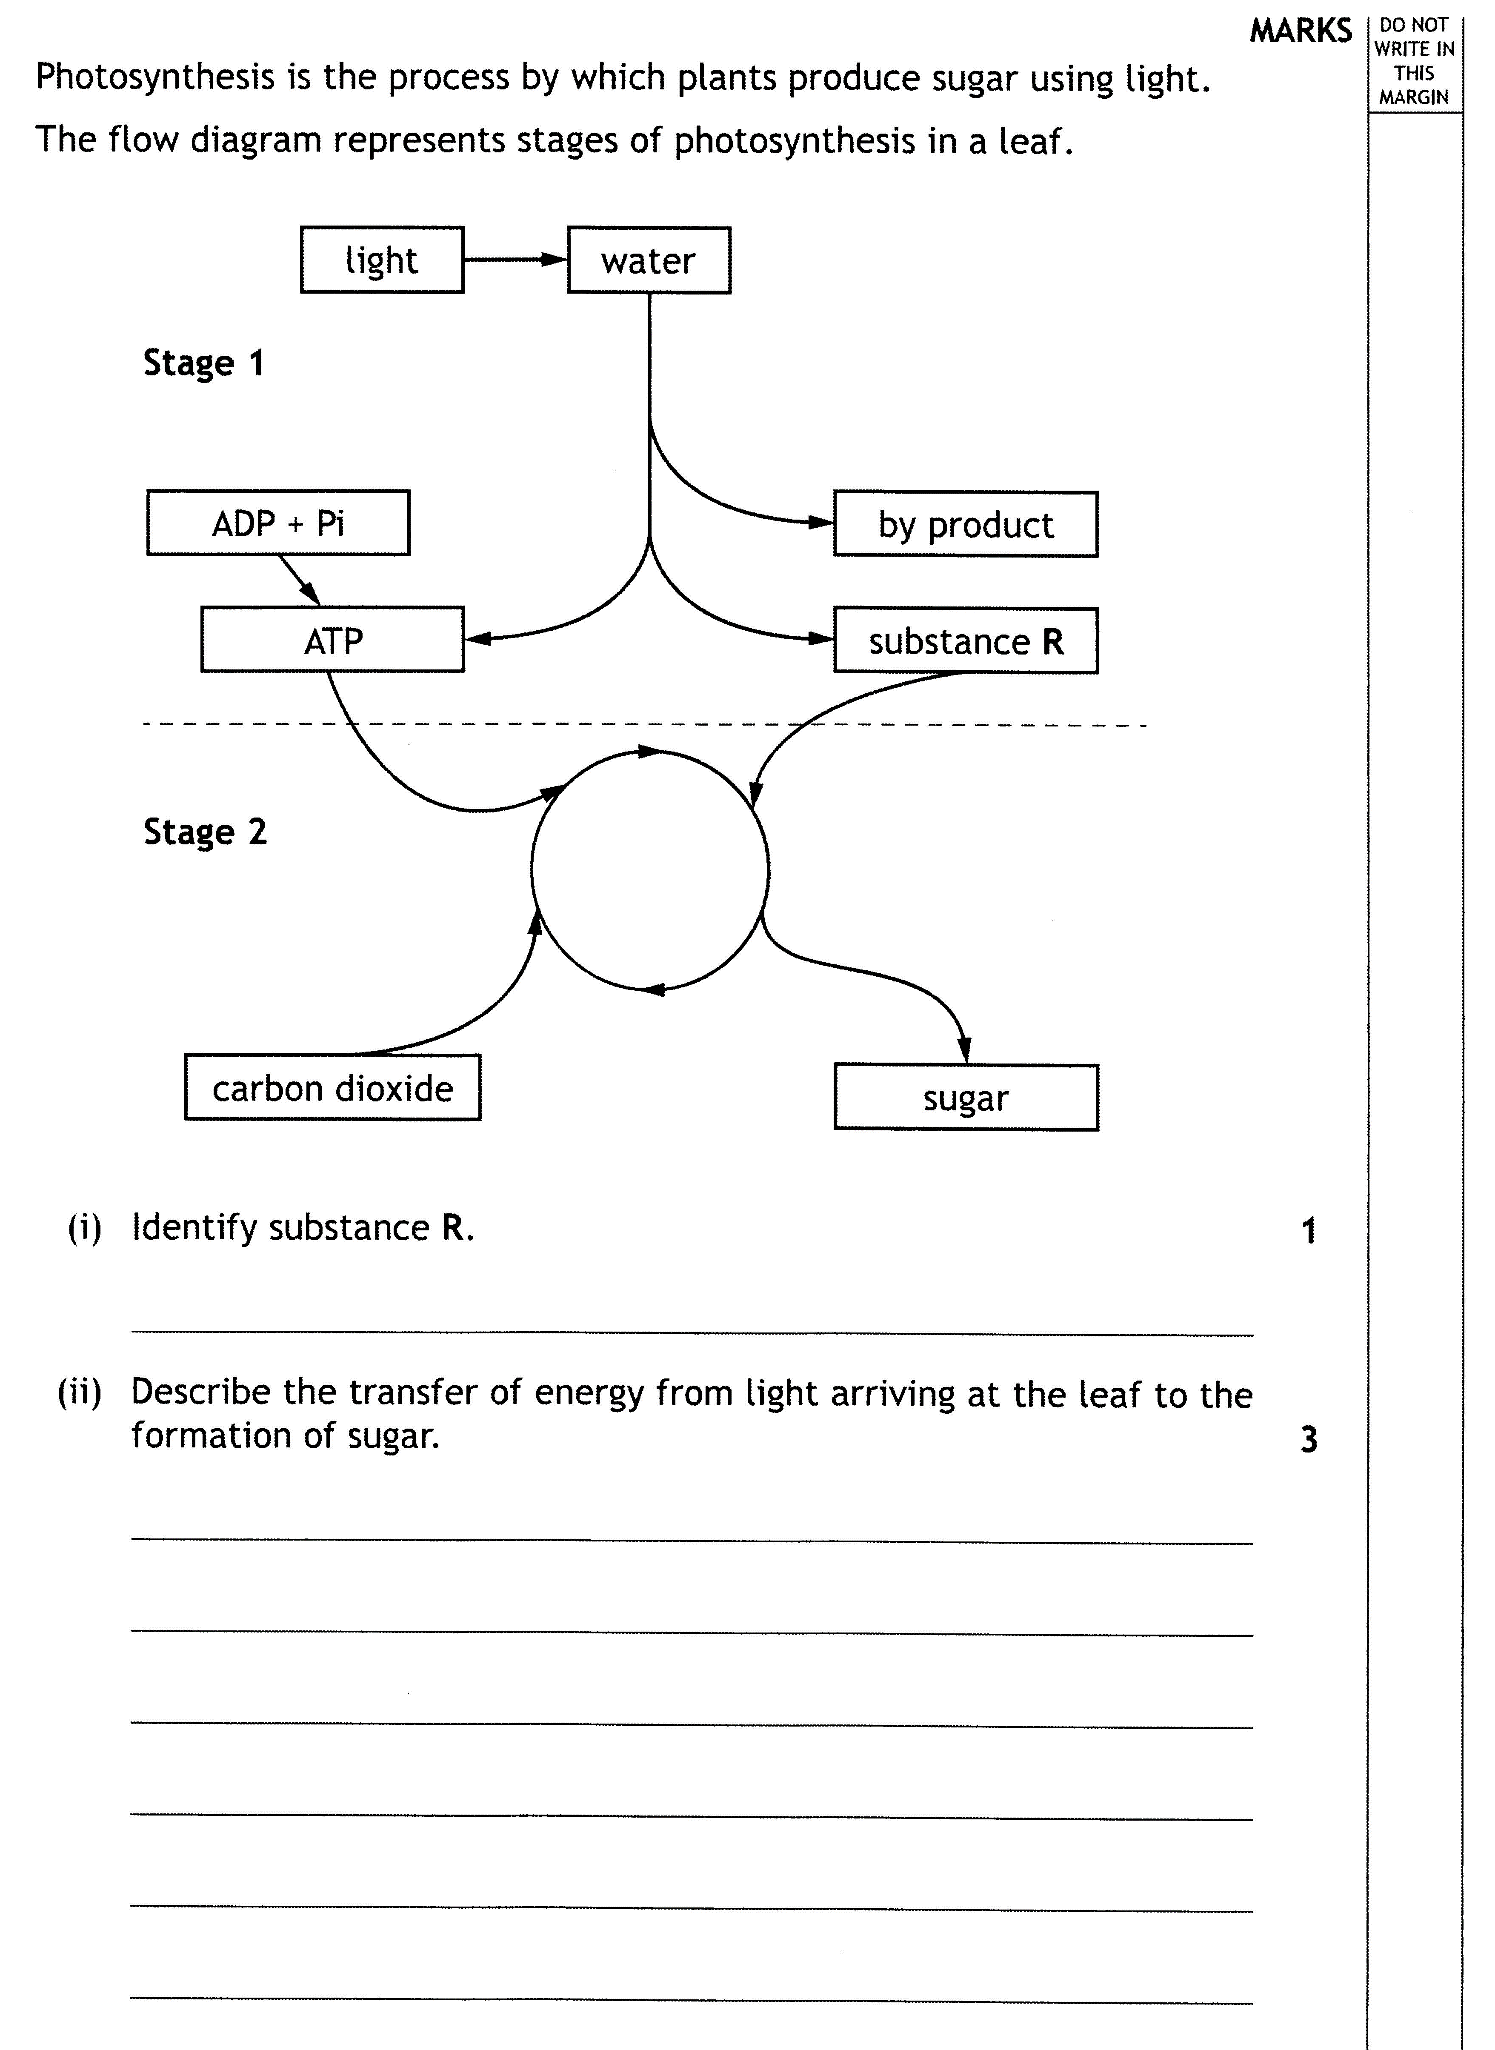 MARKS
DO NOT
WRITE IN
THIS
MARGIN
Photosynthesis is the process by which plants produce sugar using light.
The flow diagram represents stages of photosynthesis in a leaf.
light
water
Stage 1
ADP + Pi
by product
ATP
substance R
Stage 2
carbon dioxide
sugar
(i) Identify substance R. 1
(ii) Describe the transfer of energy from light arriving at the leaf to the
formation of sugar. 3